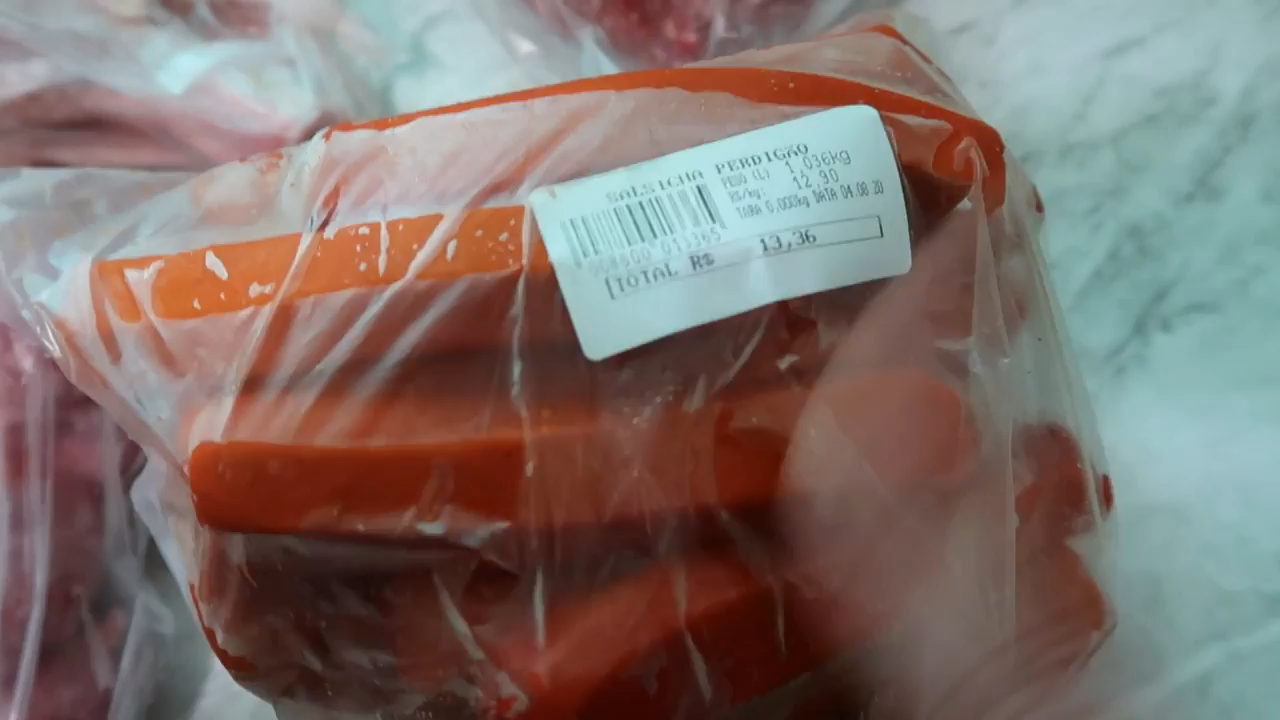 SALSICHA PERDIGÃO
PESO (L) 1 036kg
R$/kg: 12,90
TARA 0,000kg DATA 04.08 20
TOTAL R$ 13,36